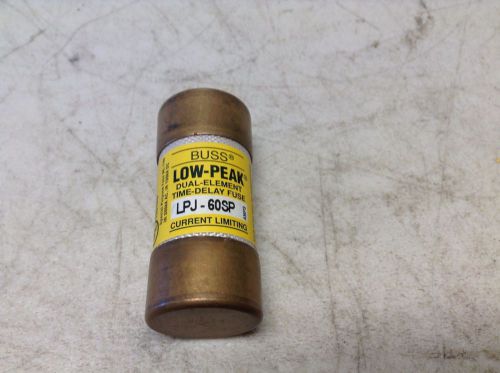 BUSS®
LOW-PEAK®
DUAL-ELEMENT
TIME-DELAY FUSE
LPJ-60SP
CURRENT LIMITING